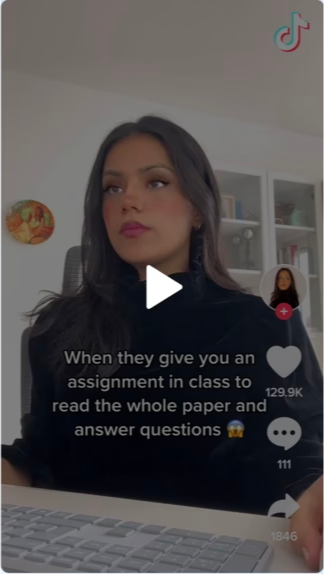 When they give you an
assignment in class to
read the whole paper and
answer questions 😱
129.9K
111
1846